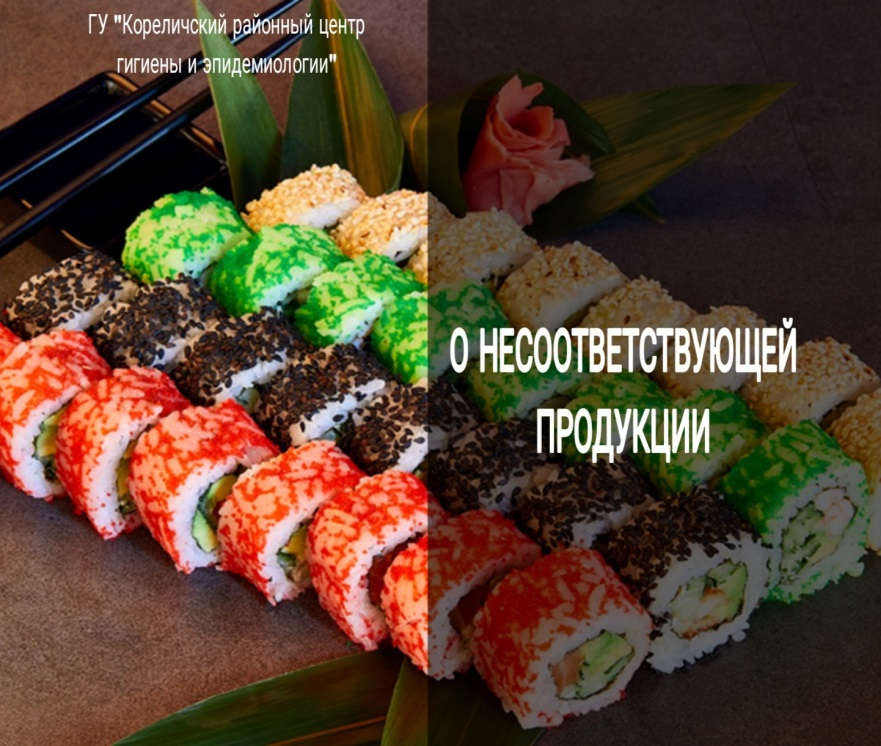 ГУ "Кореличский районный центр
гигиены и эпидемиологии"
О НЕСООТВЕТСТВУЮЩЕЙ
ПРОДУКЦИИ